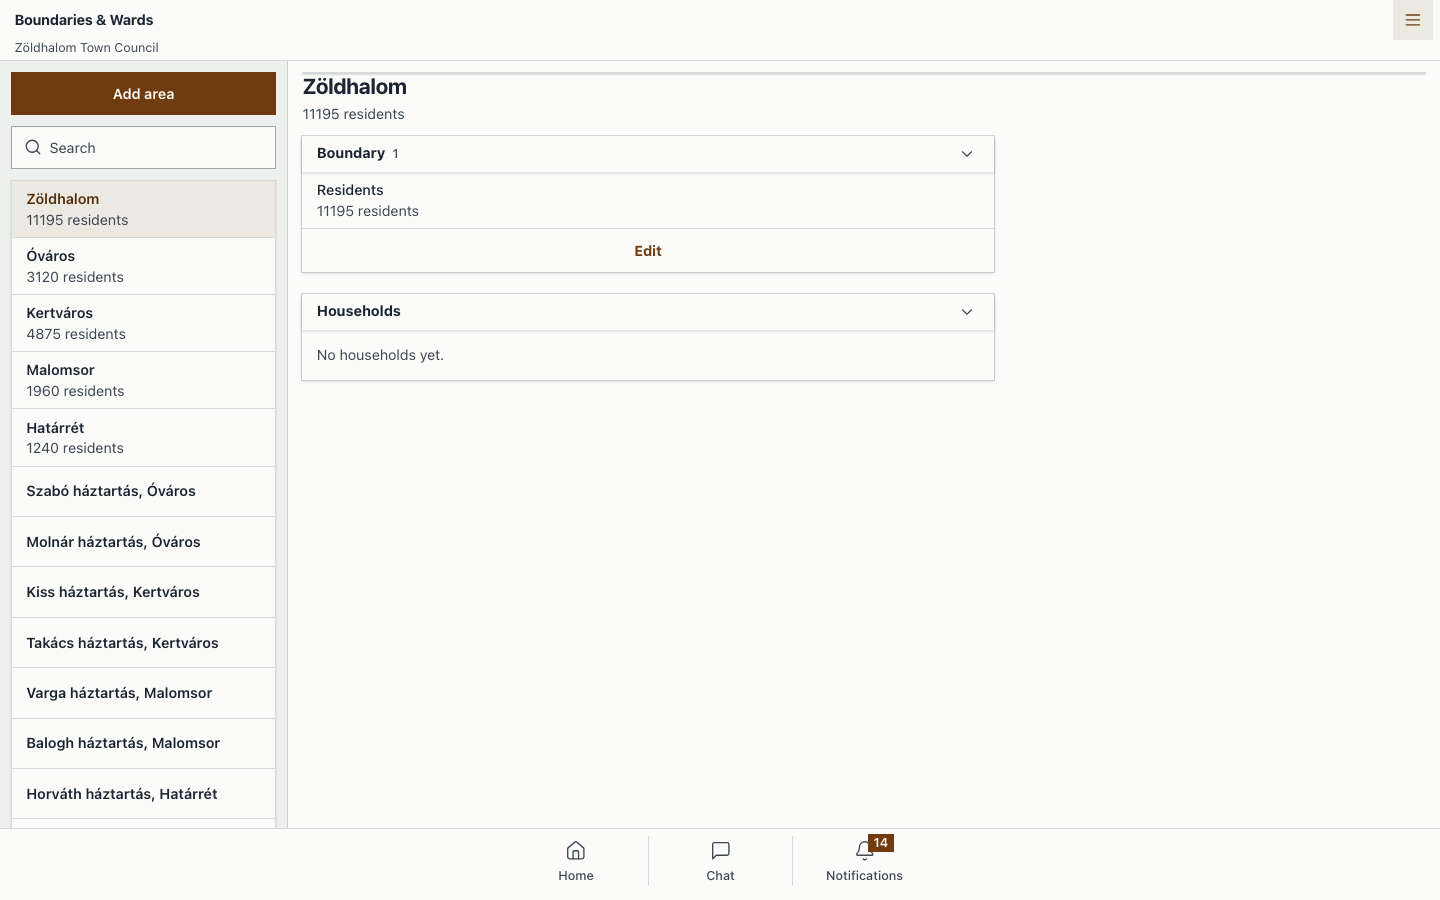 Boundaries & Wards
Zöldhalom Town Council
Add area
Search
Zöldhalom
11195 residents
Óváros
3120 residents
Kertváros
4875 residents
Malomsor
1960 residents
Határrét
1240 residents
Szabó háztartás, Óváros
Molnár háztartás, Óváros
Kiss háztartás, Kertváros
Takács háztartás, Kertváros
Varga háztartás, Malomsor
Balogh háztartás, Malomsor
Horváth háztartás, Határrét
Zöldhalom
11195 residents
Boundary 1
Residents
11195 residents
Edit
Households
No households yet.
Home
Chat
14
Notifications